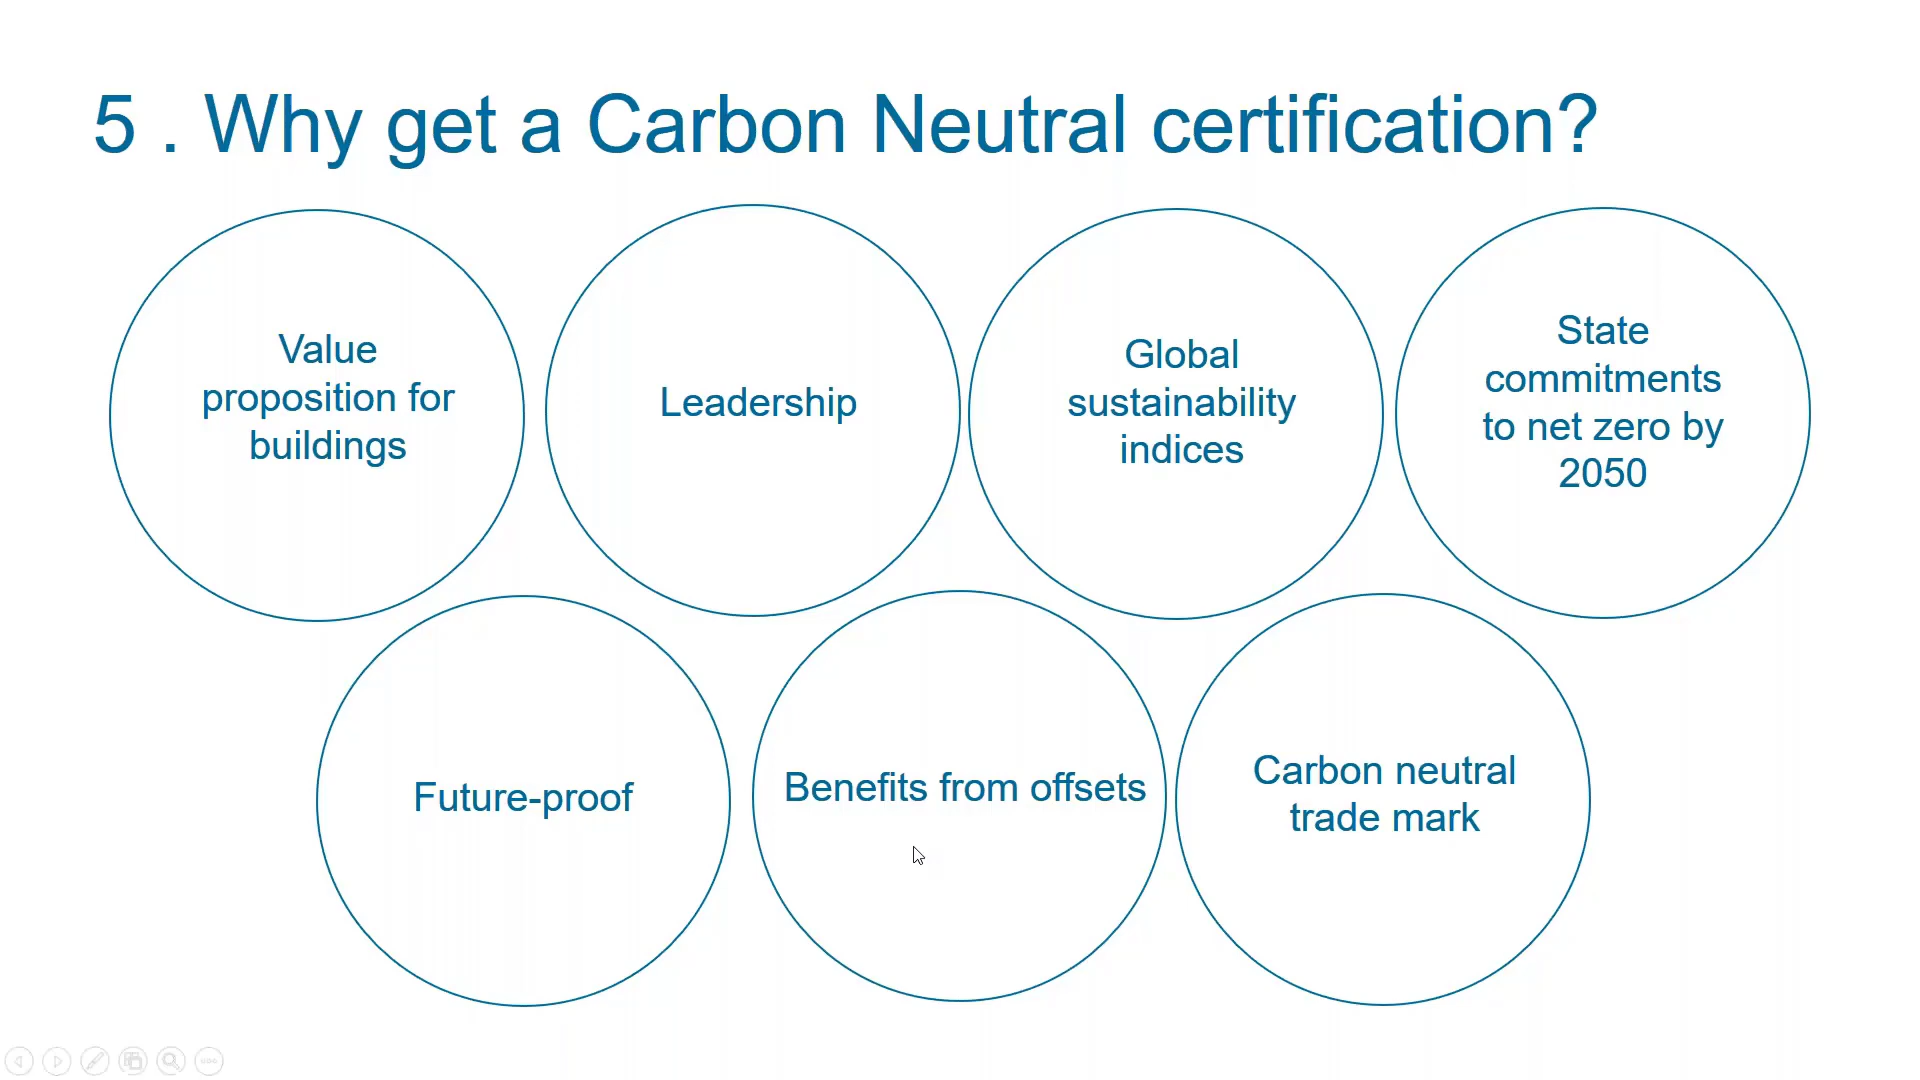 5 . Why get a Carbon Neutral certification?
Value
proposition for
buildings
Leadership
Global
sustainability
indices
State
commitments
to net zero by
2050
Future-proof
Benefits from offsets
Carbon neutral
trade mark